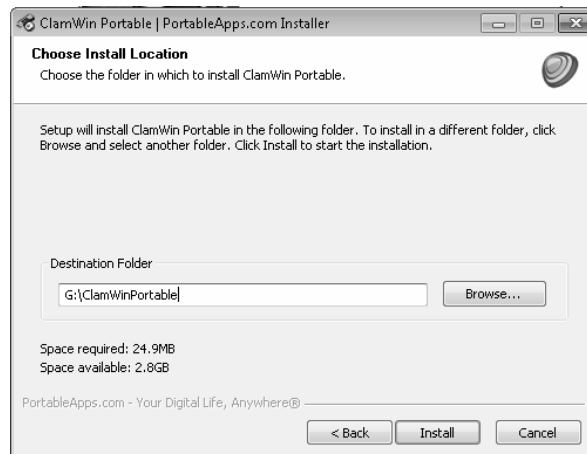 ClamWin Portable | PortableApps.com Installer
Choose Install Location
Choose the folder in which to install ClamWin Portable.
Setup will install ClamWin Portable in the following folder. To install in a different folder, click
Browse and select another folder. Click Install to start the installation.
Destination Folder
G:\ClamWinPortable
Browse...
Space required: 24.9MB
Space available: 2.8GB
PortableApps.com - Your Digital Life, Anywhere®
< Back Install Cancel